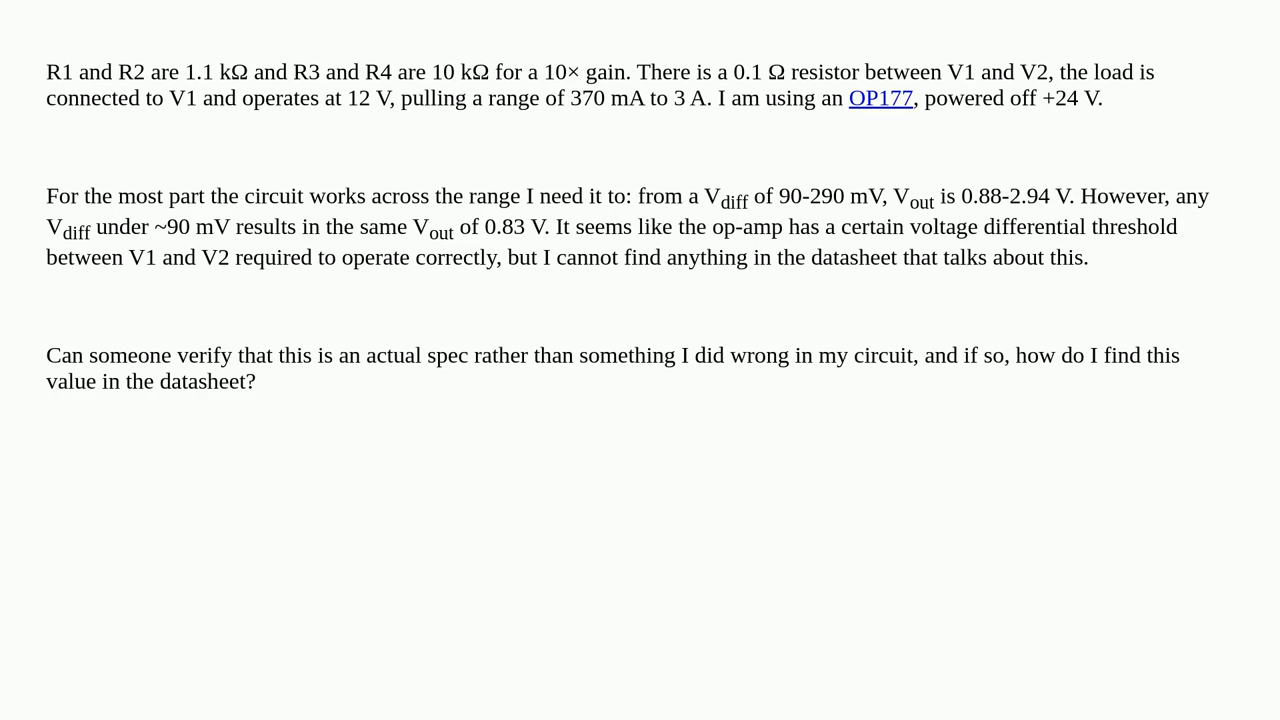 R1 and R2 are 1.1 kΩ and R3 and R4 are 10 kΩ for a 10× gain. There is a 0.1 Ω resistor between V1 and V2, the load is
connected to V1 and operates at 12 V, pulling a range of 370 mA to 3 A. I am using an OP177, powered off +24 V.
For the most part the circuit works across the range I need it to: from a Vdiff of 90-290 mV, Vout is 0.88-2.94 V. However, any
Vdiff under ~90 mV results in the same Vout of 0.83 V. It seems like the op-amp has a certain voltage differential threshold
between V1 and V2 required to operate correctly, but I cannot find anything in the datasheet that talks about this.
Can someone verify that this is an actual spec rather than something I did wrong in my circuit, and if so, how do I find this
value in the datasheet?